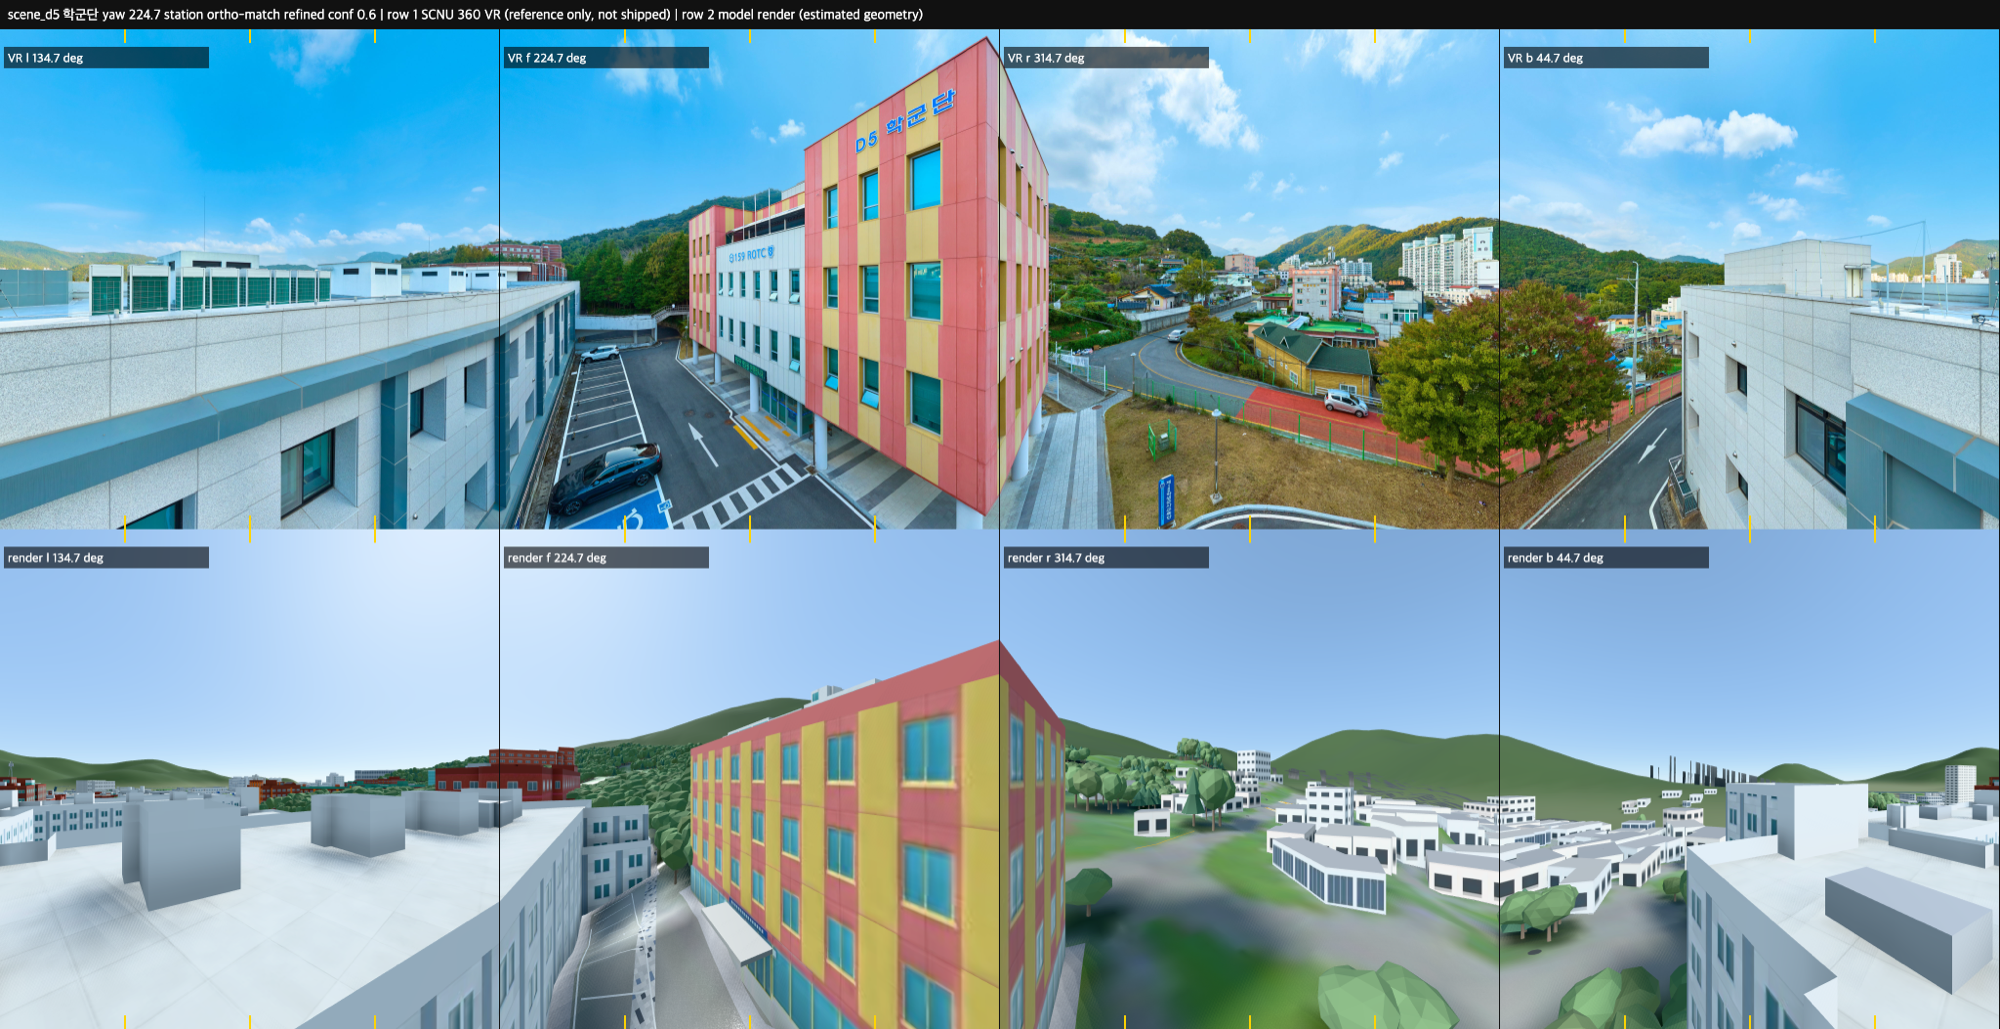 scene_d5 학군단 yaw 224.7 station ortho-match refined conf 0.6 | row 1 SCNU 360 VR (reference only, not shipped) | row 2 model render (estimated geometry)
VR l 134.7 deg
VR f 224.7 deg
VR r 314.7 deg
VR b 44.7 deg
D5 학군단
159 ROTC
render l 134.7 deg
render f 224.7 deg
render r 314.7 deg
render b 44.7 deg